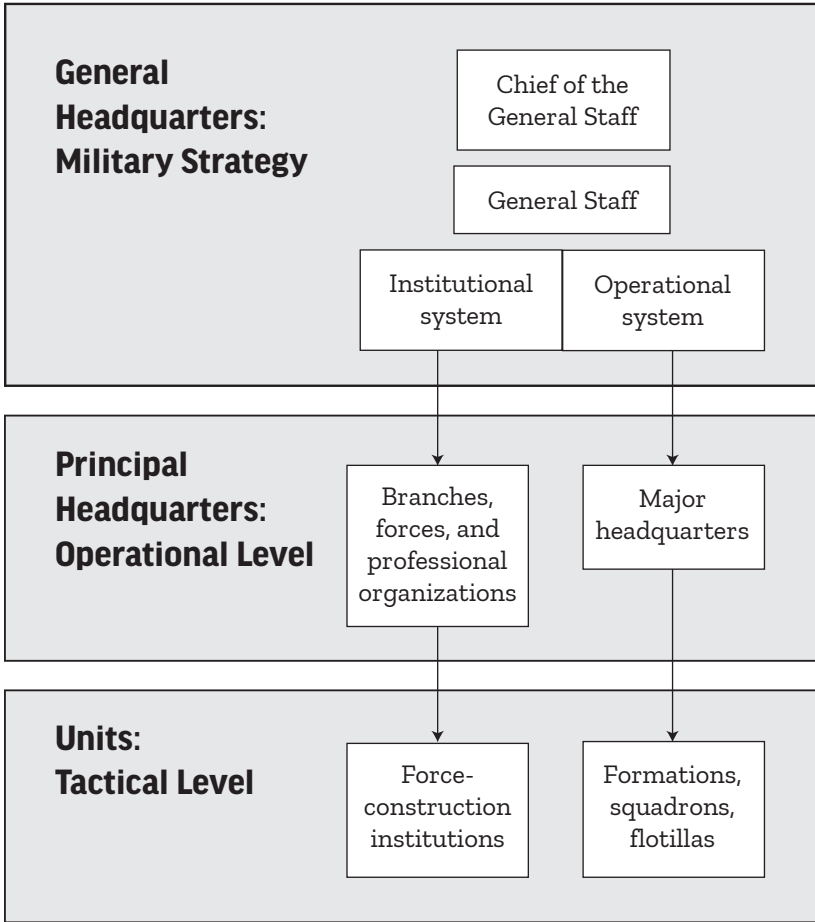 General
Headquarters:
Military Strategy
Chief of the
General Staff
General Staff
Institutional
system
Operational
system
Principal
Headquarters:
Operational Level
Branches,
forces, and
professional
organizations
Major
headquarters
Units:
Tactical Level
Force-
construction
institutions
Formations,
squadrons,
flotillas